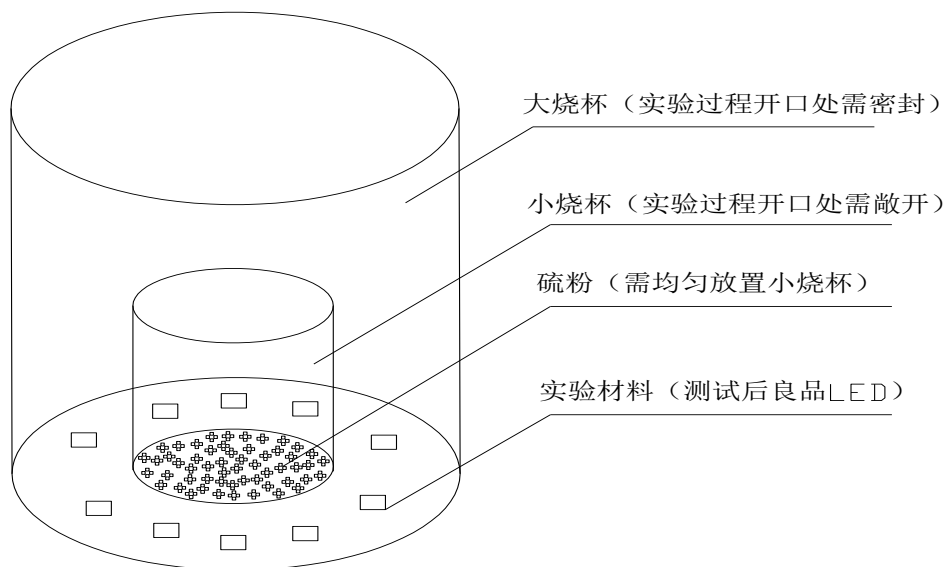 大烧杯（实验过程开口处需密封）
小烧杯（实验过程开口处需敞开）
硫粉（需均匀放置小烧杯）
实验材料（测试后良品LED）